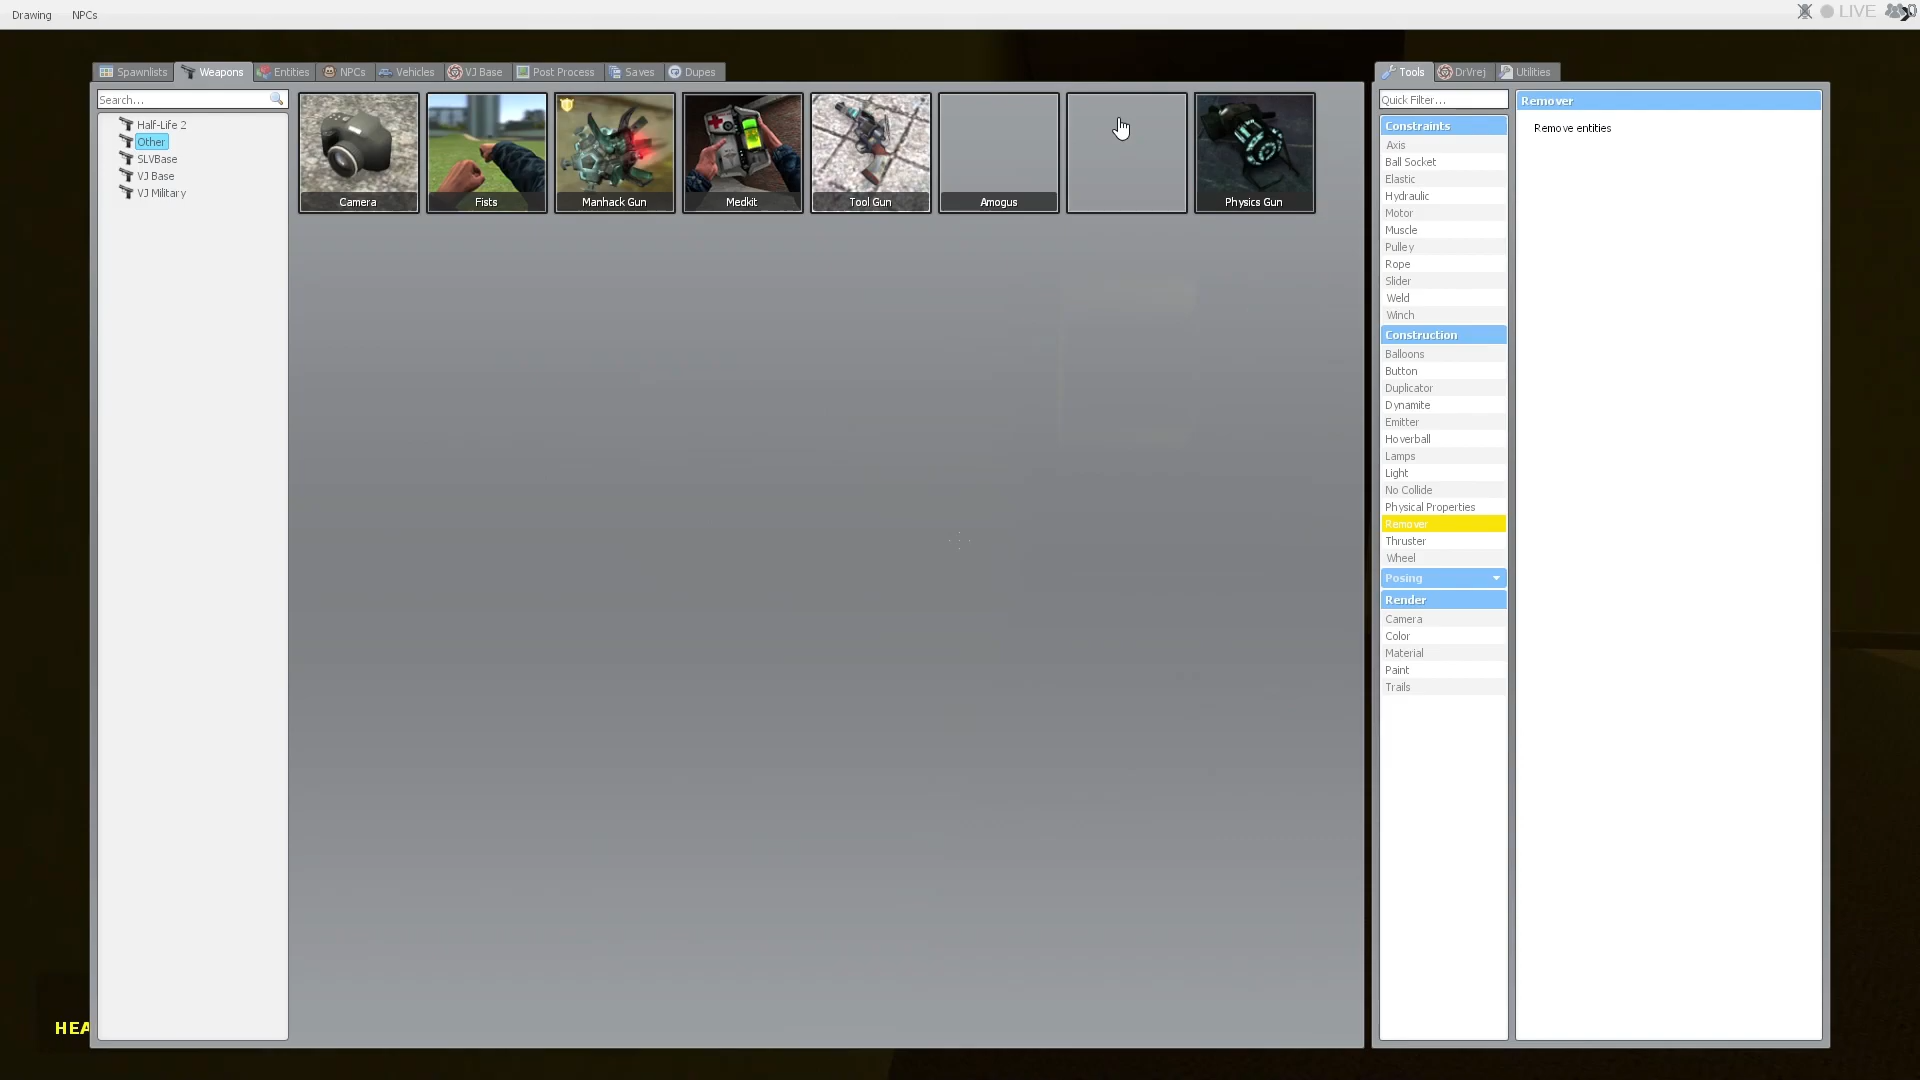 Drawing NPCs
LIVE
Spawnlists Weapons Entities NPCs Vehicles VJ Base Post Process Saves Dupes
Tools DrVrej Utilities
Search...
Half-Life 2
Other
SLVBase
VJ Base
VJ Military
Camera
Fists
Manhack Gun
Medkit
Tool Gun
Amogus
Physics Gun
Quick Filter...
Constraints
Axis
Ball Socket
Elastic
Hydraulic
Motor
Muscle
Pulley
Rope
Slider
Weld
Winch
Construction
Balloons
Button
Duplicator
Dynamite
Emitter
Hoverball
Lamps
Light
No Collide
Physical Properties
Remover
Thruster
Wheel
Posing
Render
Camera
Color
Material
Paint
Trails
Remover
Remove entities
HEA